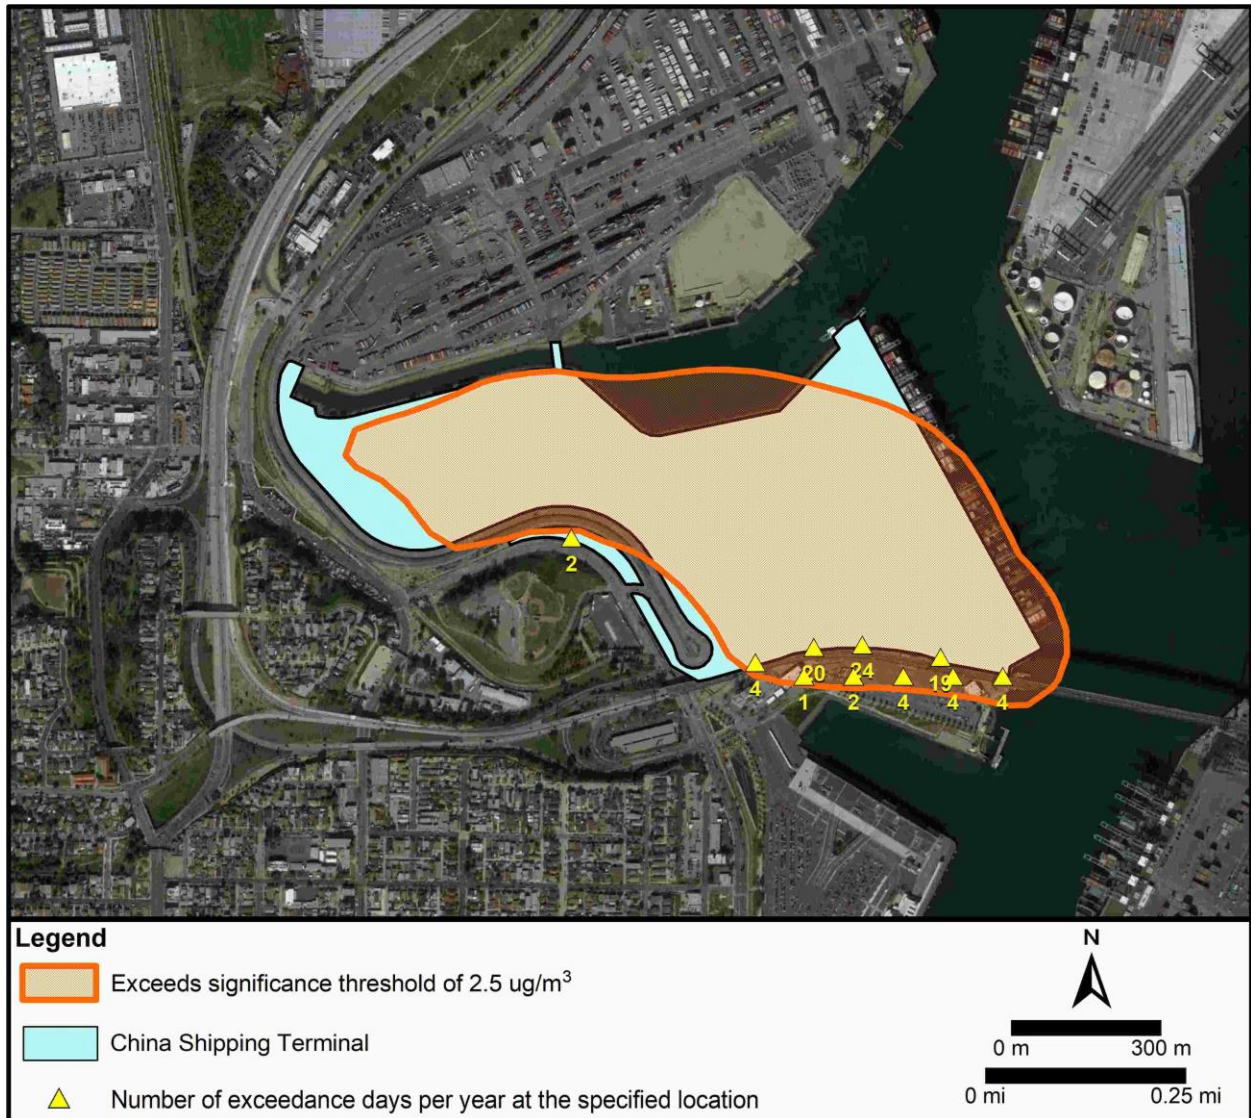 2
20
24
19
4
1
2
4
4
4
Legend
Exceeds significance threshold of 2.5 ug/m³
China Shipping Terminal
Number of exceedance days per year at the specified location
N
0 m 300 m
0 mi 0.25 mi